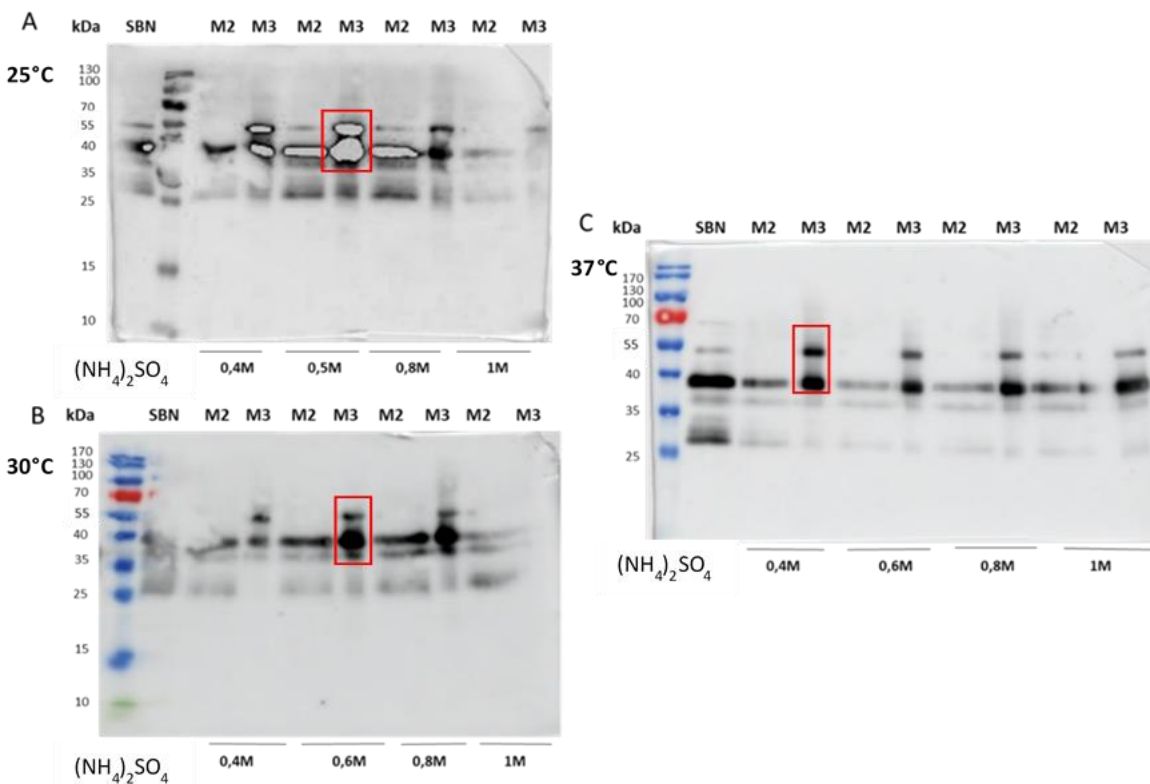 A
25°C
kDa SBN M2 M3 M2 M3 M2 M3 M2 M3
130
100
70
55
40
35
25
15
10
(NH4)2SO4 0,4M 0,5M 0,8M 1M
B
30°C
kDa SBN M2 M3 M2 M3 M2 M3 M2 M3
170
130
100
70
55
40
35
25
15
10
(NH4)2SO4 0,4M 0,6M 0,8M 1M
C
37°C
kDa SBN M2 M3 M2 M3 M2 M3 M2 M3
170
130
100
70
55
40
35
25
(NH4)2SO4 0,4M 0,6M 0,8M 1M